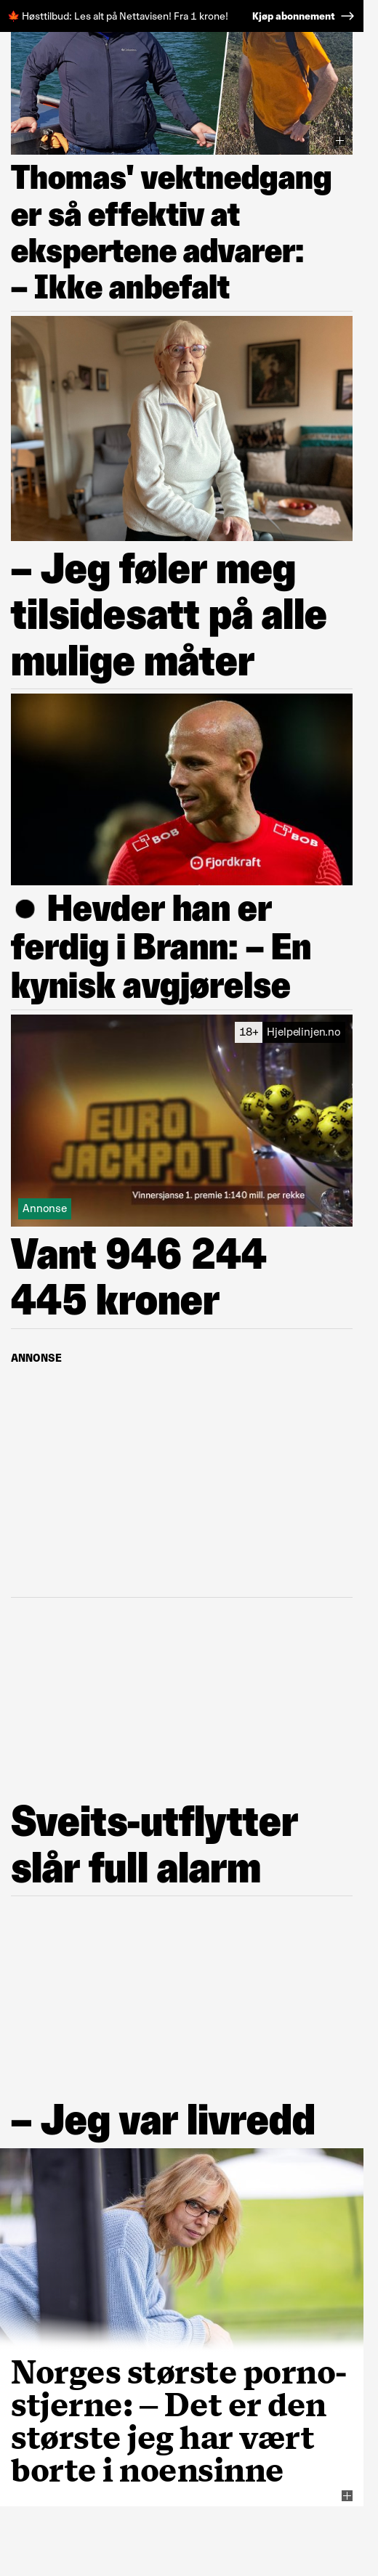 🍁 Høsttilbud: Les alt på Nettavisen! Fra 1 krone! Kjøp abonnement →
Thomas' vektnedgang
er så effektiv at
ekspertene advarer:
– Ikke anbefalt
– Jeg føler meg
tilsidesatt på alle
mulige måter
BOB BOB
Fjordkraft
● Hevder han er
ferdig i Brann: – En
kynisk avgjørelse
18+ Hjelpelinjen.no
EURO
JACKPOT
Vinnersjanse 1. premie 1:140 mill. per rekke
Annonse
Vant 946 244
445 kroner
ANNONSE
Sveits-utflytter
slår full alarm
– Jeg var livredd
Norges største porno-
stjerne: – Det er den
største jeg har vært
borte i noensinne